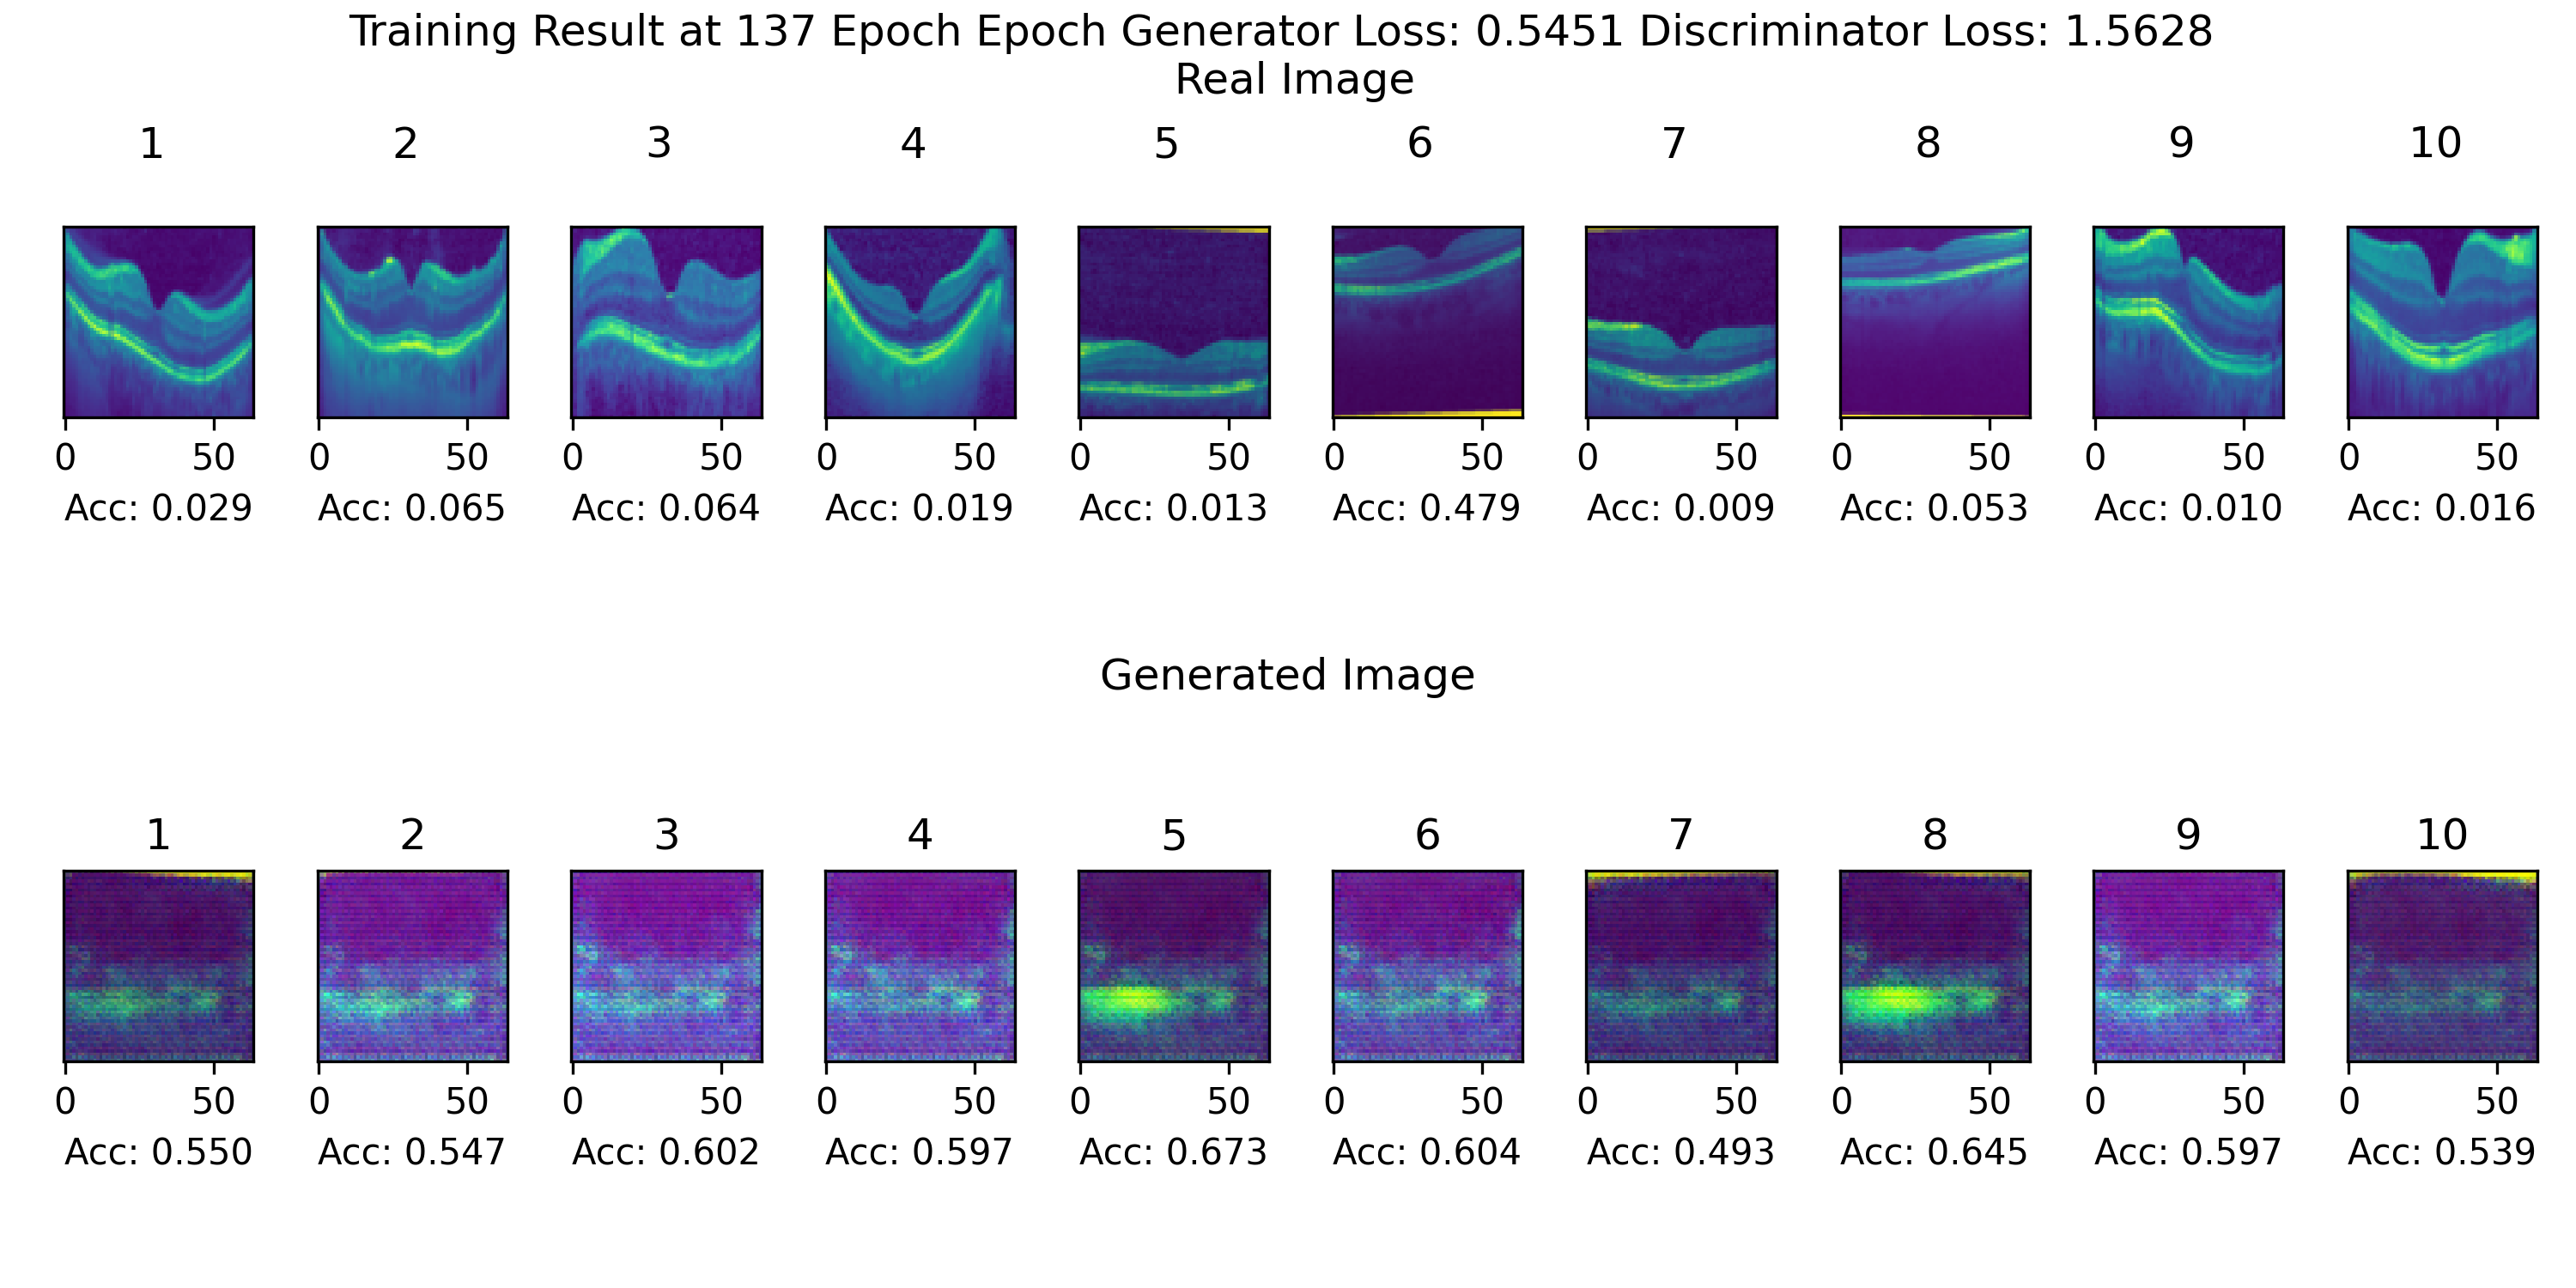 Training Result at 137 Epoch Epoch Generator Loss: 0.5451 Discriminator Loss: 1.5628
Real Image
1 2 3 4 5 6 7 8 9 10
0 50 0 50 0 50 0 50 0 50 0 50 0 50 0 50 0 50 0 50
Acc: 0.029 Acc: 0.065 Acc: 0.064 Acc: 0.019 Acc: 0.013 Acc: 0.479 Acc: 0.009 Acc: 0.053 Acc: 0.010 Acc: 0.016
Generated Image
1 2 3 4 5 6 7 8 9 10
0 50 0 50 0 50 0 50 0 50 0 50 0 50 0 50 0 50 0 50
Acc: 0.550 Acc: 0.547 Acc: 0.602 Acc: 0.597 Acc: 0.673 Acc: 0.604 Acc: 0.493 Acc: 0.645 Acc: 0.597 Acc: 0.539